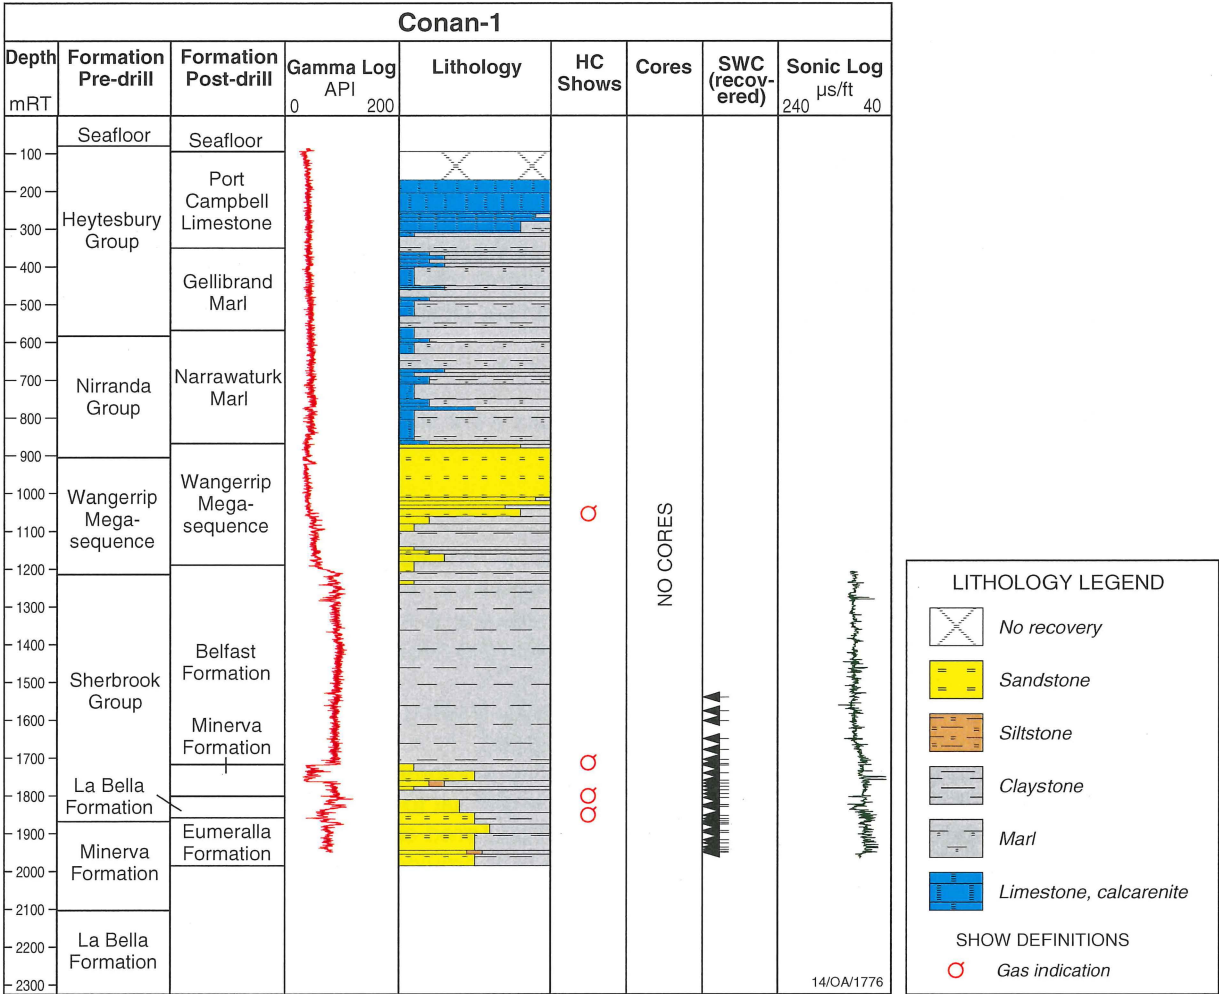 Conan-1
Depth
mRT
Formation
Pre-drill
Formation
Post-drill
Gamma Log
API
0 200
Lithology
HC
Shows
Cores
SWC
(recov-
ered)
Sonic Log
µs/ft
240 40
100
200
300
400
500
600
700
800
900
1000
1100
1200
1300
1400
1500
1600
1700
1800
1900
2000
2100
2200
2300
Seafloor
Heytesbury
Group
Nirranda
Group
Wangerrip
Mega-
sequence
Sherbrook
Group
La Bella
Formation
Minerva
Formation
La Bella
Formation
Seafloor
Port
Campbell
Limestone
Gellibrand
Marl
Narrawaturk
Marl
Wangerrip
Mega-
sequence
Belfast
Formation
Minerva
Formation
Eumeralla
Formation
NO CORES
14/OA/1776
LITHOLOGY LEGEND
No recovery
Sandstone
Siltstone
Claystone
Marl
Limestone, calcarenite
SHOW DEFINITIONS
Gas indication